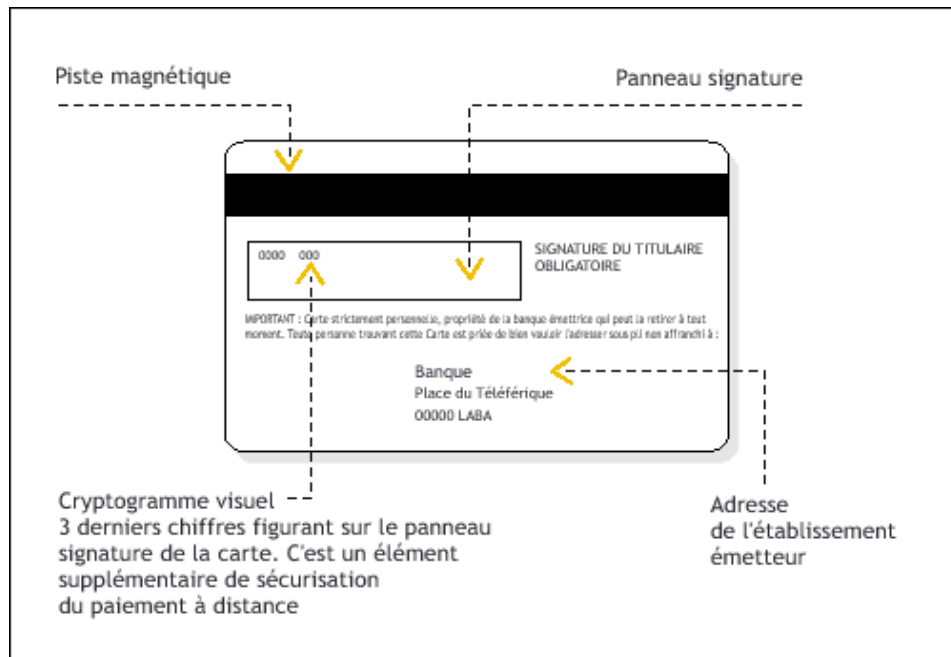 Piste magnétique
Panneau signature
0000 000
SIGNATURE DU TITULAIRE
OBLIGATOIRE
IMPORTANT : Carte strictement personnelle, propriété de la banque émettrice qui peut la retirer à tout
moment. Toute personne trouvant cette Carte est priée de bien vouloir l'adresser sous pli non affranchi à :
Banque
Place du Téléférique
00000 LABA
Cryptogramme visuel
3 derniers chiffres figurant sur le panneau
signature de la carte. C'est un élément
supplémentaire de sécurisation
du paiement à distance
Adresse
de l'établissement
émetteur